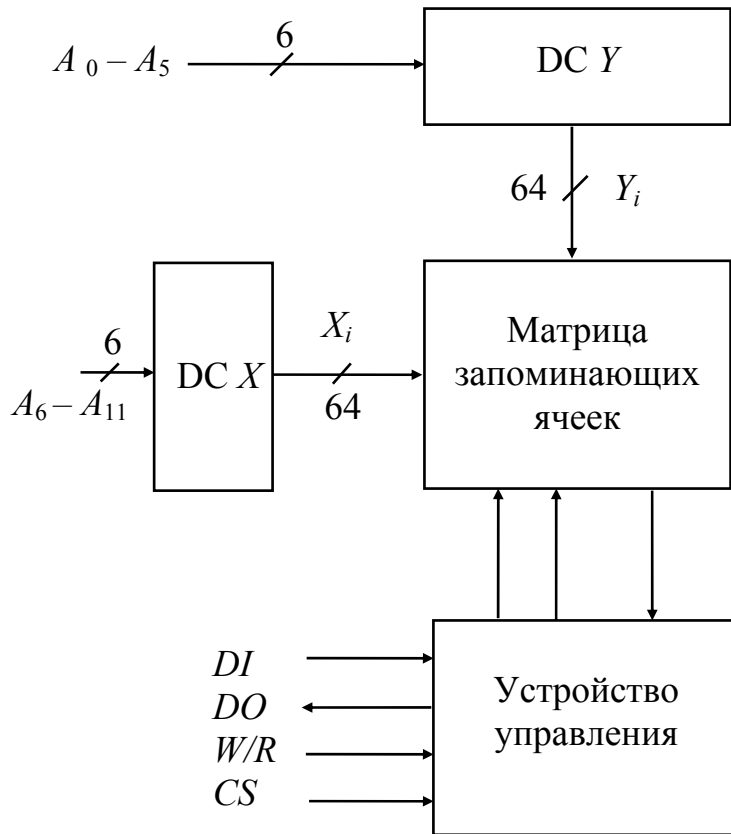 6
A 0 – A5
DC Y
64
Yi
6
A6 – A11
DC X
Xi
64
Матрица
запоминающих
ячеек
DI
DO
W/R
CS
Устройство
управления